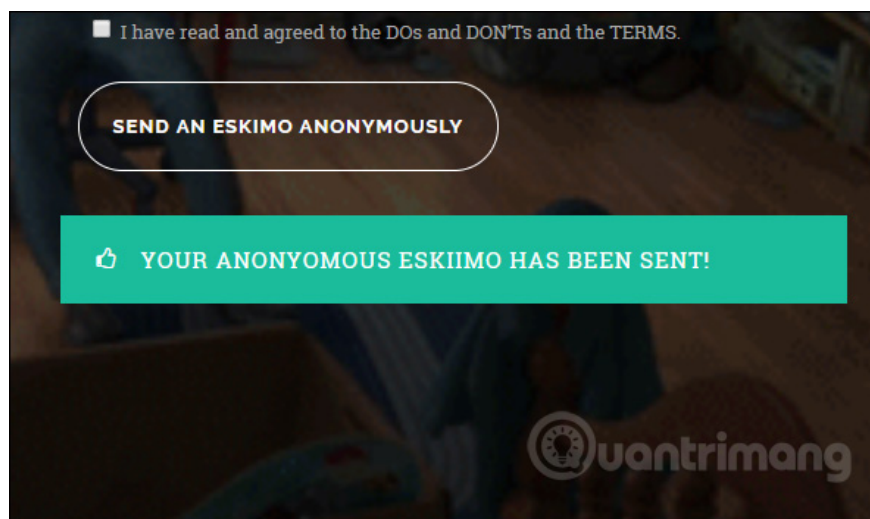 I have read and agreed to the DOs and DON'Ts and the TERMS.
SEND AN ESKIMO ANONYMOUSLY
YOUR ANONYOMOUS ESKIIMO HAS BEEN SENT!
Quantrimang